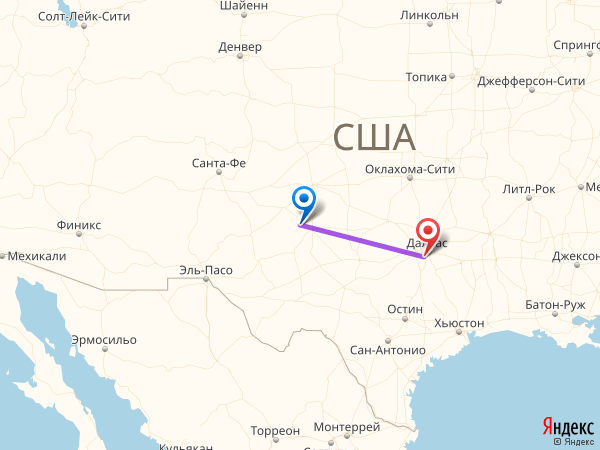 Шайенн
Линкольн
Солт-Лейк-Сити
Денвер
Спрингс
Топика
Джефферсон-Сити
США
Санта-Фе
Оклахома-Сити
Литл-Рок
Ме
Финикс
Даллас
Мехикали
Эль-Пасо
Джексон
Остин
Батон-Руж
Хьюстон
Эрмосильо
Сан-Антонио
Яндекс
Торреон
Монтеррей
Кульякан
© Яндекс